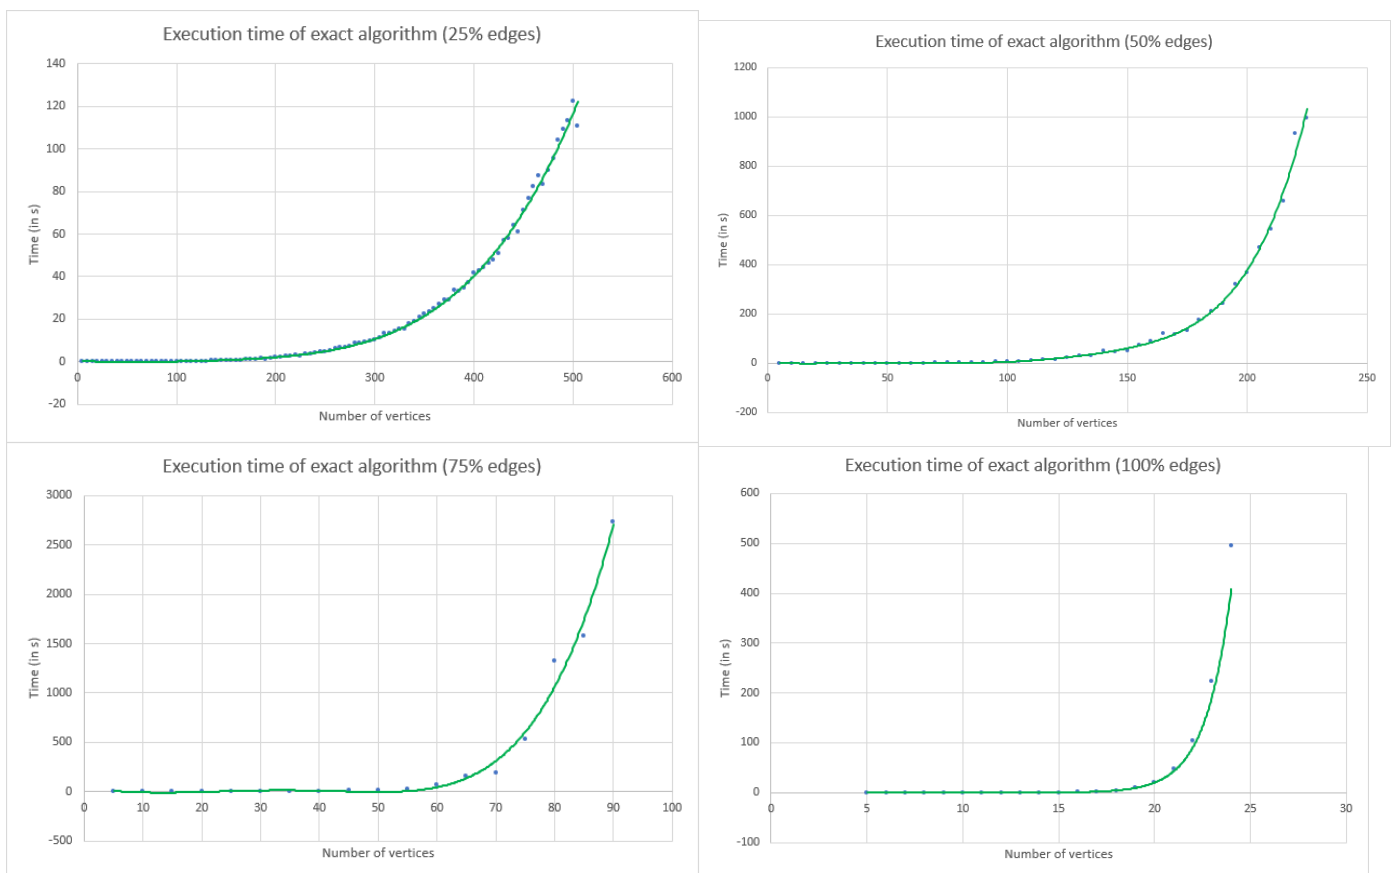 Execution time of exact algorithm (25% edges)
140
120
100
80
60
40
20
0
-20
0 100 200 300 400 500 600
Time (in s)
Number of vertices
Execution time of exact algorithm (50% edges)
1200
1000
800
600
400
200
0
-200
0 50 100 150 200 250
Time (in s)
Number of vertices
Execution time of exact algorithm (75% edges)
3000
2500
2000
1500
1000
500
0
-500
0 10 20 30 40 50 60 70 80 90 100
Time (in s)
Number of vertices
Execution time of exact algorithm (100% edges)
600
500
400
300
200
100
0
-100
0 5 10 15 20 25 30
Time (in s)
Number of vertices